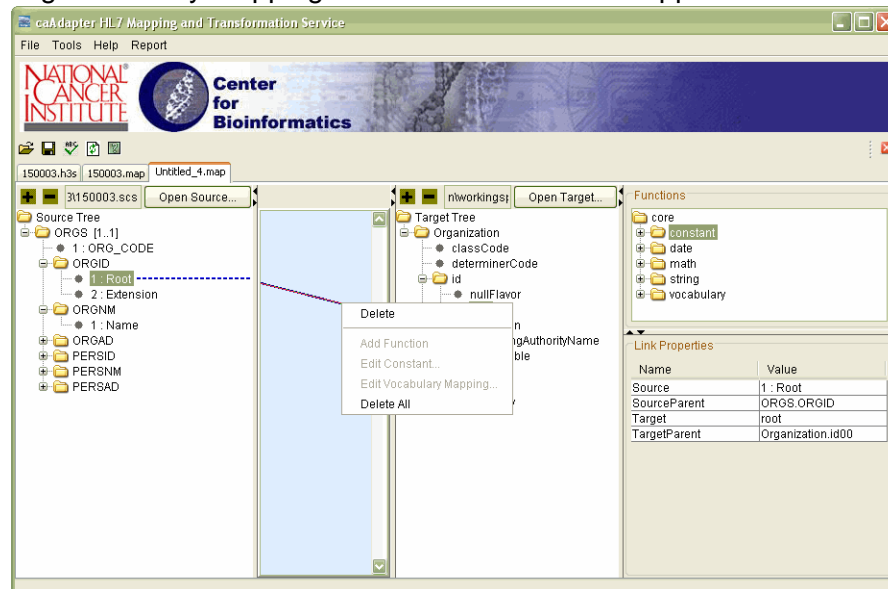 caAdapter HL7 Mapping and Transformation Service
File Tools Help Report
NATIONAL
CANCER
INSTITUTE
Center
for
Bioinformatics
150003.h3s 150003.map Untitled_4.map
3\150003.scs Open Source...
n\workings Open Target...
Functions
Source Tree
ORGS [1..1]
1 : ORG_CODE
ORGID
1 : Root
2 : Extension
ORGNM
1 : Name
ORGAD
PERSID
PERSNM
PERSAD
Target Tree
Organization
classCode
determinerCode
id
nullFlavor
n
ngAuthorityName
ble
Delete
Add Function
Edit Constant...
Edit Vocabulary Mapping...
Delete All
core
constant
date
math
string
vocabulary
Link Properties
Name Value
Source 1 : Root
SourceParent ORGS.ORGID
Target root
TargetParent Organization.id00